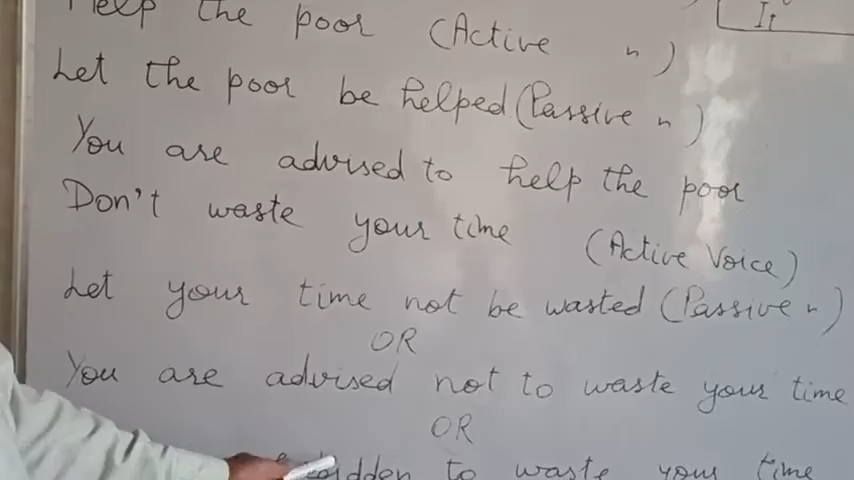 Help the poor (Active " )
Let the poor be helped (Passive " )
You are advised to help the poor
Don't waste your time (Active Voice)
Let your time not be wasted (Passive " )
OR
You are advised not to waste your time
OR
to waste your time